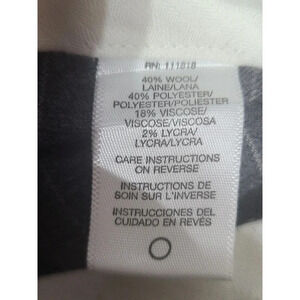 RN: 111818
40% WOOL/
LAINE/LANA
40% POLYESTER/
POLYESTER/POLIESTER
18% VISCOSE/
VISCOSE/VISCOSA
2% LYCRA/
LYCRA/LYCRA
CARE INSTRUCTIONS
ON REVERSE
INSTRUCTIONS DE
SOIN SUR L'INVERSE
INSTRUCCIONES DEL
CUIDADO EN REVÉS